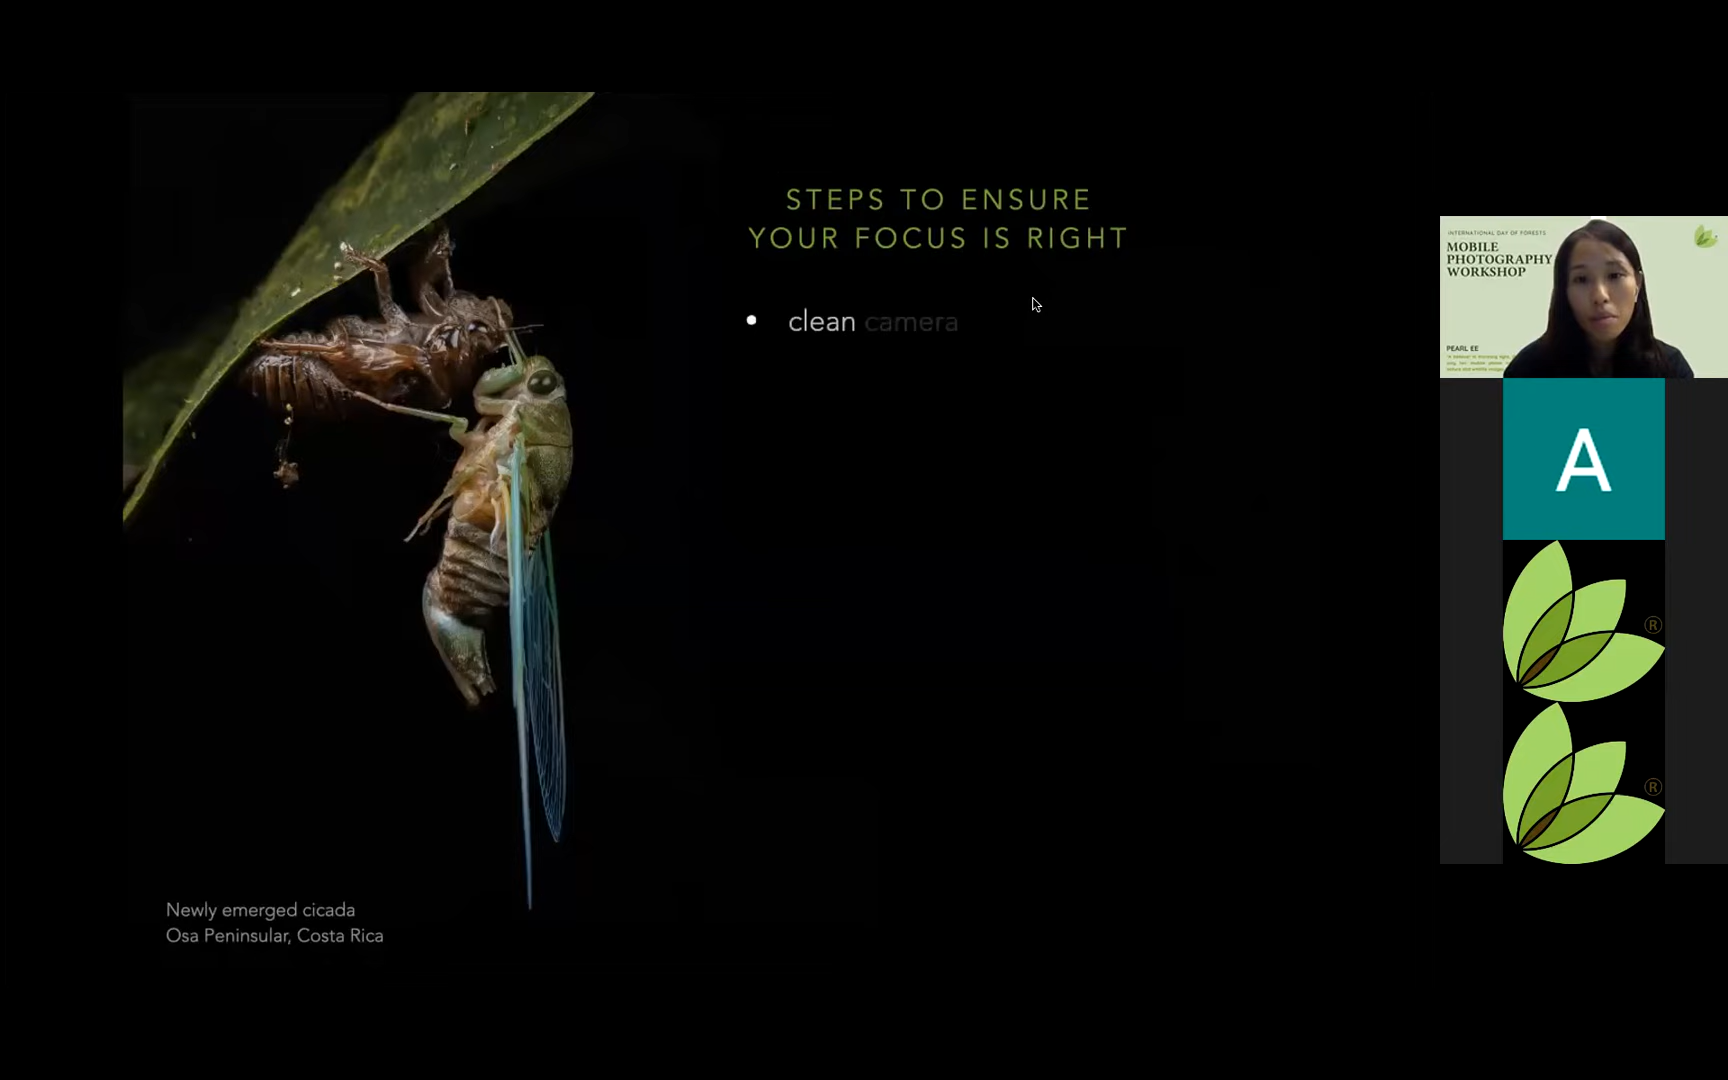 STEPS TO ENSURE
YOUR FOCUS IS RIGHT
• clean camera
Newly emerged cicada
Osa Peninsular, Costa Rica
INTERNATIONAL DAY OF FORESTS
MOBILE
PHOTOGRAPHY
WORKSHOP
PEARL EE
A
®
®